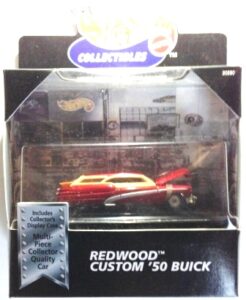 COLLECTIBLES
Includes
Collector's
Display Case
Multi-
Piece
Collector
Quality
Car
REDWOOD™
CUSTOM '50 BUICK